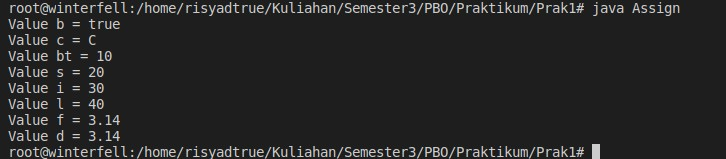 root@winterfell:/home/risyadtrue/Kuliahan/Semester3/PBO/Praktikum/Prak1# java Assign
Value b = true
Value c = C
Value bt = 10
Value s = 20
Value i = 30
Value l = 40
Value f = 3.14
Value d = 3.14
root@winterfell:/home/risyadtrue/Kuliahan/Semester3/PBO/Praktikum/Prak1#